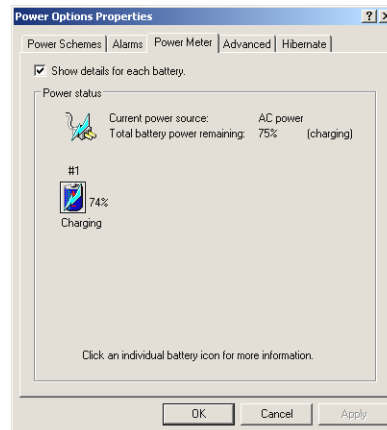 Power Options Properties
Power Schemes Alarms Power Meter Advanced Hibernate
Show details for each battery.
Power status
Current power source: AC power
Total battery power remaining: 75% (charging)
#1
74%
Charging
Click an individual battery icon for more information.
OK Cancel Apply